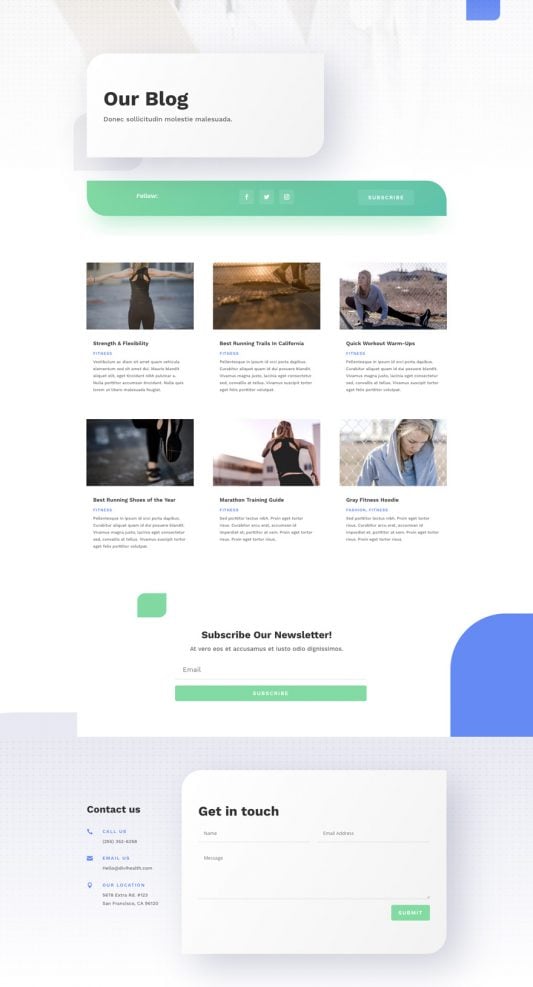 Our Blog
Donec sollicitudin molestie malesuada.
Follow:
SUBSCRIBE
Strength & Flexibility
FITNESS
Vestibulum ac diam sit amet quam vehicula
elementum sed sit amet dui. Mauris blandit
aliquet elit, eget tincidunt nibh pulvinar a.
Nulla porttitor accumsan tincidunt. Nulla quis
lorem ut libero malesuada feugiat.
Best Running Trails In California
FITNESS
Pellentesque in ipsum id orci porta dapibus.
Curabitur aliquet quam id dui posuere blandit.
Vivamus magna justo, lacinia eget consectetur
sed, convallis at tellus. Vivamus suscipit tortor
eget felis porttitor volutpat.
Quick Workout Warm-Ups
FITNESS
Pellentesque in ipsum id orci porta dapibus.
Curabitur aliquet quam id dui posuere blandit.
Vivamus magna justo, lacinia eget consectetur
sed, convallis at tellus. Vivamus suscipit tortor
eget felis porttitor volutpat.
Best Running Shoes of the Year
FITNESS
Pellentesque in ipsum id orci porta dapibus.
Curabitur aliquet quam id dui posuere blandit.
Vivamus magna justo, lacinia eget consectetur
sed, convallis at tellus. Vivamus suscipit tortor
eget felis porttitor volutpat.
Marathon Training Guide
FITNESS
Sed porttitor lectus nibh. Proin eget tortor
risus. Curabitur arcu erat, accumsan id
imperdiet et, porttitor at sem. Proin eget tortor
risus. Proin eget tortor risus.
Gray Fitness Hoodie
FASHION, FITNESS
Sed porttitor lectus nibh. Proin eget tortor
risus. Curabitur arcu erat, accumsan id
imperdiet et, porttitor at sem. Proin eget tortor
risus. Proin eget tortor risus.
Subscribe Our Newsletter!
At vero eos et accusamus et iusto odio dignissimos.
Email
SUBSCRIBE
Contact us
CALL US
(255) 352-6258
EMAIL US
Hello@divihealth.com
OUR LOCATION
5678 Extra Rd. #123
San Francisco, CA 96120
Get in touch
Name
Email Address
Message
SUBMIT